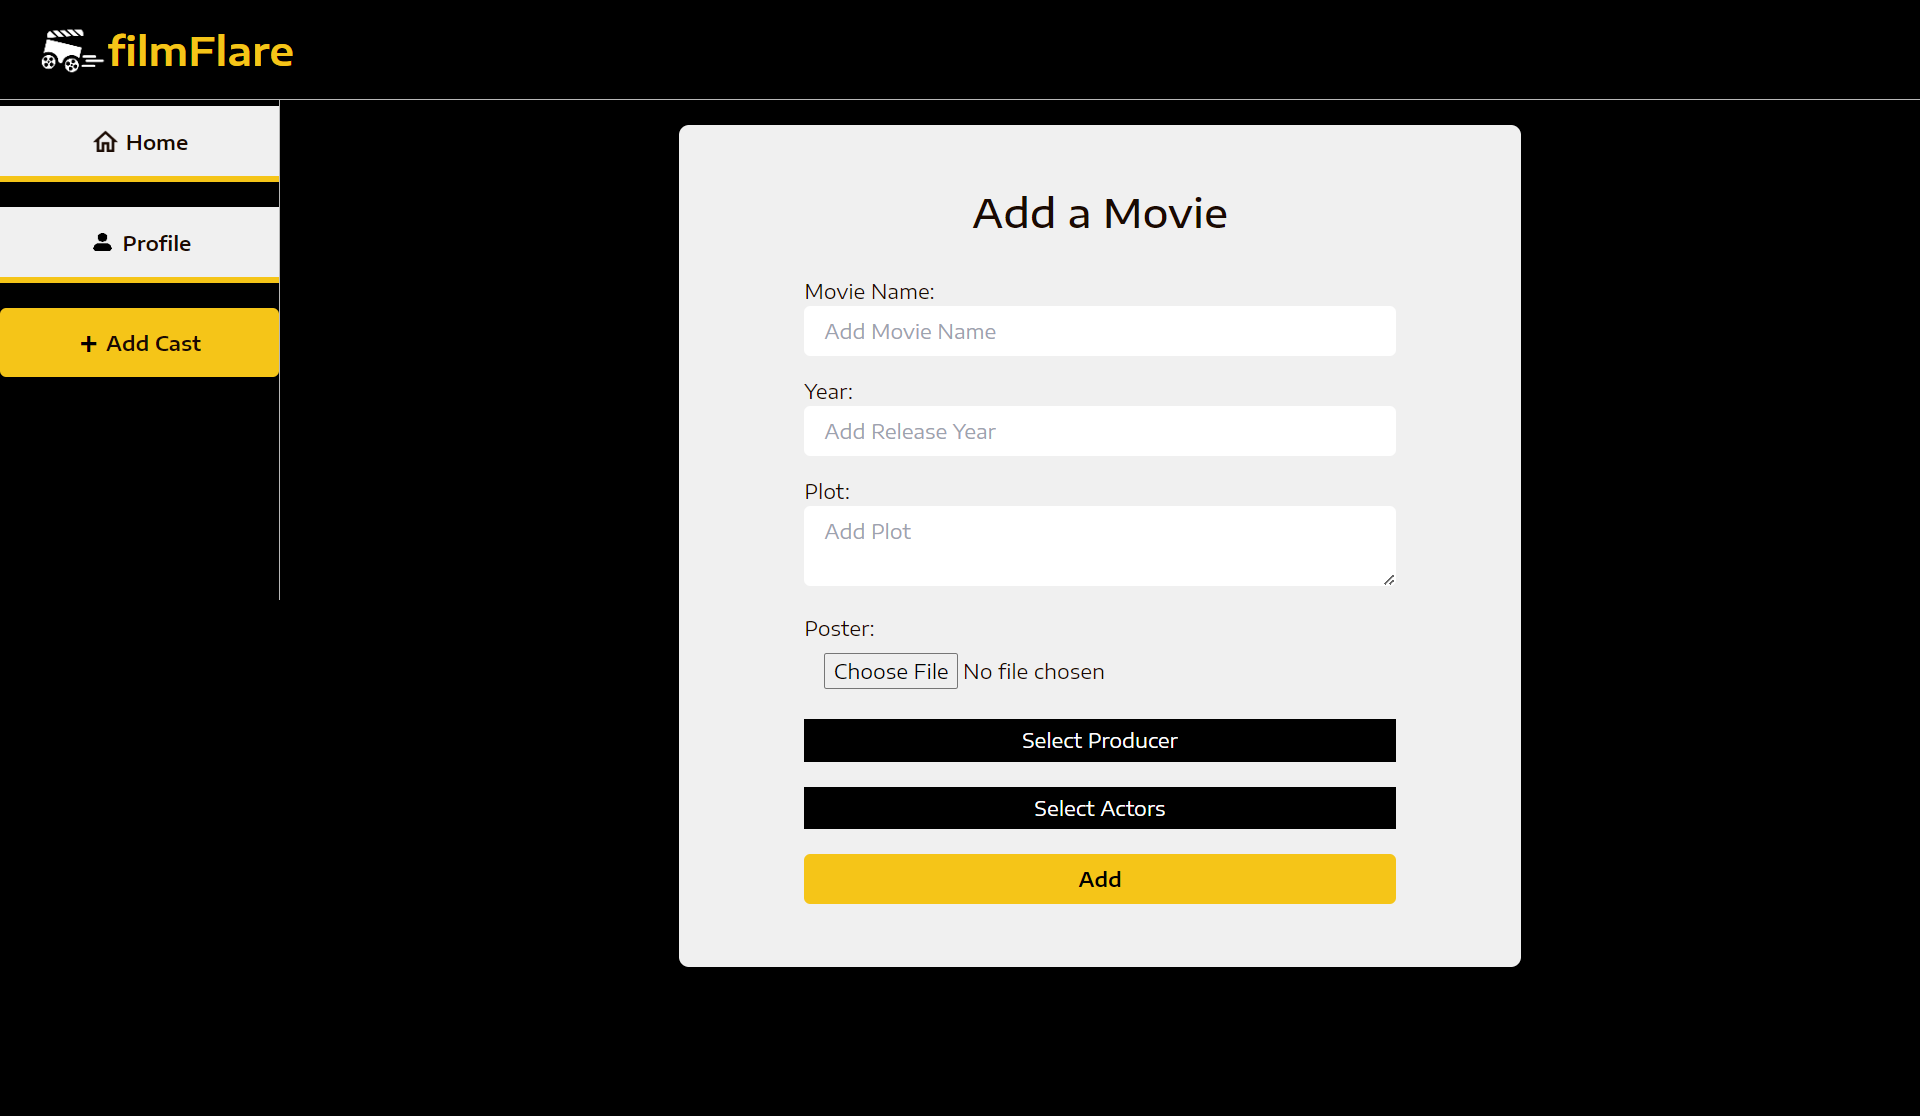 filmFlare
Home
Profile
+ Add Cast
Add a Movie
Movie Name:
Add Movie Name
Year:
Add Release Year
Plot:
Add Plot
Poster:
Choose File No file chosen
Select Producer
Select Actors
Add